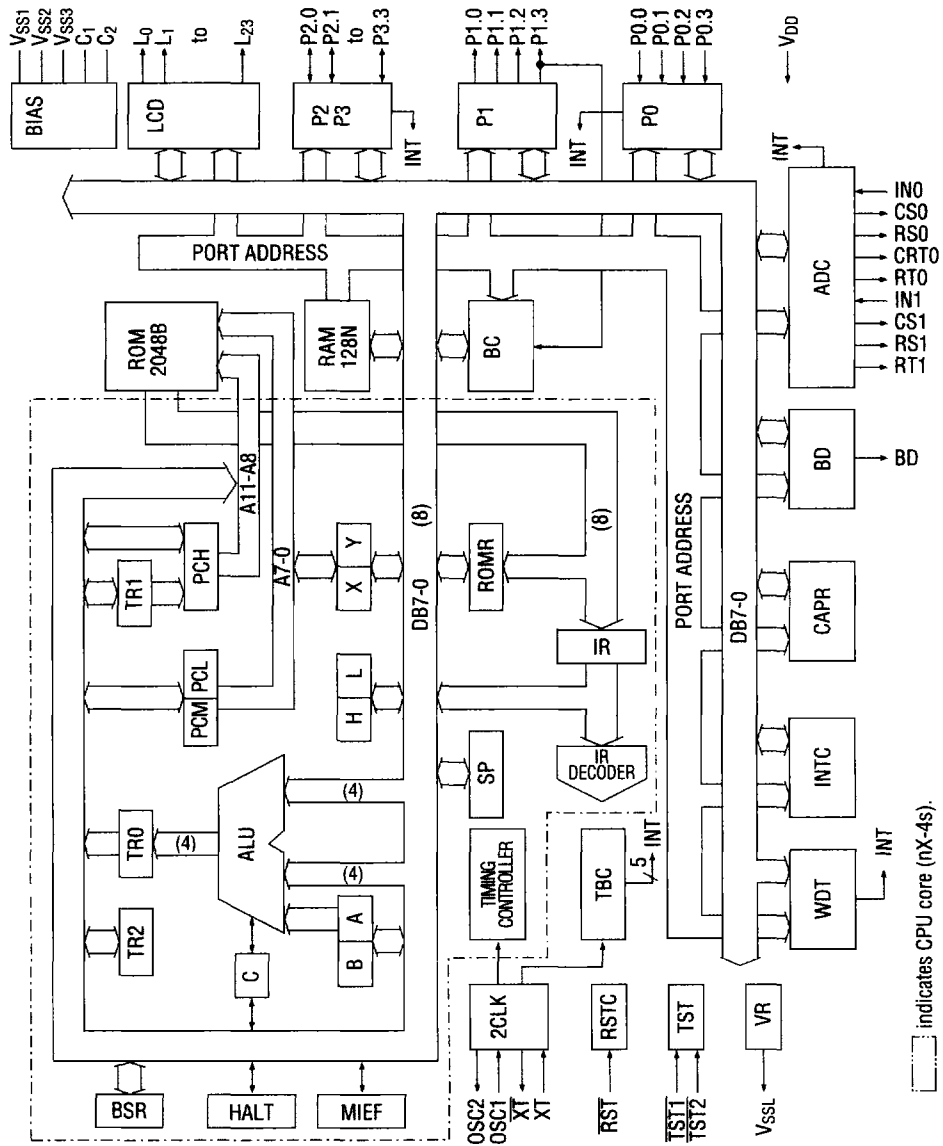 VSS1
VSS2
VSS3
C1
C2
L0
L1
to
L23
P2.0
P2.1
to
P3.3
P1.0
P1.1
P1.2
P1.3
P0.0
P0.1
P0.2
P0.3
VDD
BIAS
LCD
P2
P3
INT
P1
INT
P0
INT
PORT ADDRESS
ROM
2048B
RAM
128N
BC
ADC
IN0
CS0
RS0
CRT0
RT0
IN1
CS1
RS1
RT1
A11-A8
A7-0
(8)
DB7-0
(8)
PORT ADDRESS
DB7-0
BD
BD
TR1
PCH
X
Y
ROMR
CAPR
PCM
PCL
H
L
IR
IR
DECODER
INTC
TR0
(4)
ALU
(4)
(4)
SP
TR2
C
B
A
TIMING
CONTROLLER
TBC
5
INT
WDT
INT
BSR
HALT
MIEF
2CLK
RSTC
TST
VR
OSC2
OSC1
XT
XT
RST
TST1
TST2
VSSL
indicates CPU core (nX-4s).